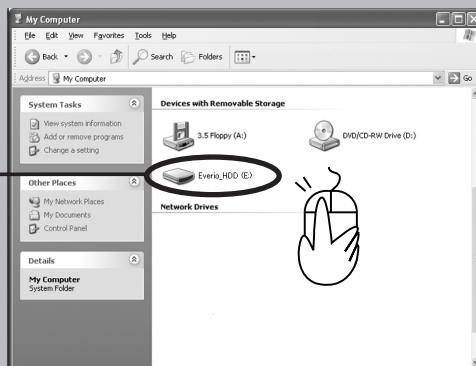 My Computer
File Edit View Favorites Tools Help
Back Search Folders
Address My Computer Go
System Tasks
View system information
Add or remove programs
Change a setting
Other Places
My Network Places
My Documents
Control Panel
Details
My Computer
System Folder
Devices with Removable Storage
3.5 Floppy (A:)
DVD/CD-RW Drive (D:)
Everio_HDD (E:)
Network Drives